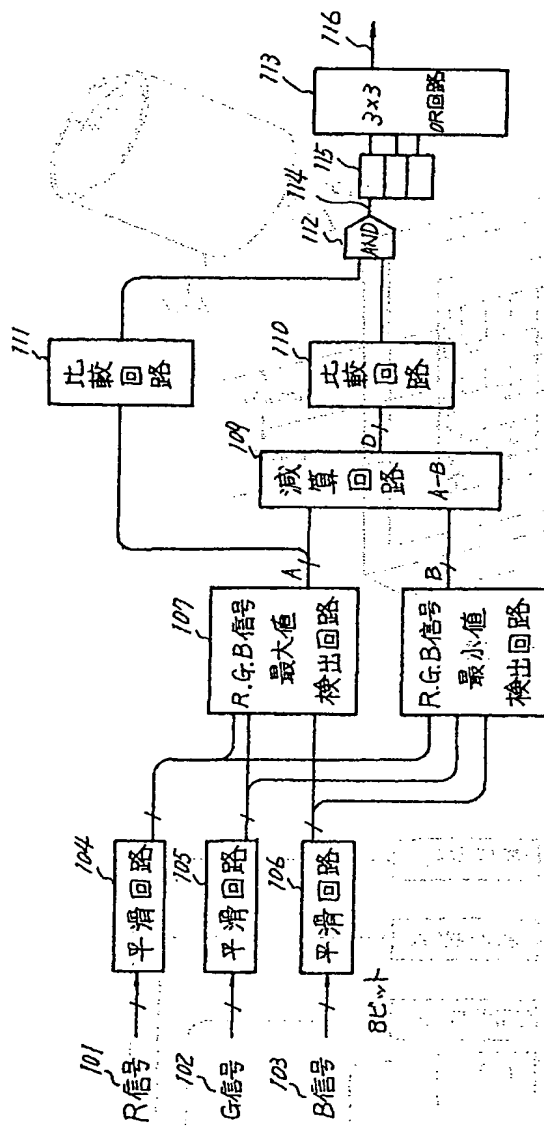 101
R信号
102
G信号
103
B信号
8ビット
104
平滑回路
105
平滑回路
106
平滑回路
107
R.G.B信号
最大値
検出回路
R.G.B信号
最小値
検出回路
A
B
109
減算
回路
A-B
D
111
比較
回路
110
比較
回路
112
AND
114
115
113
3×3
OR回路
116